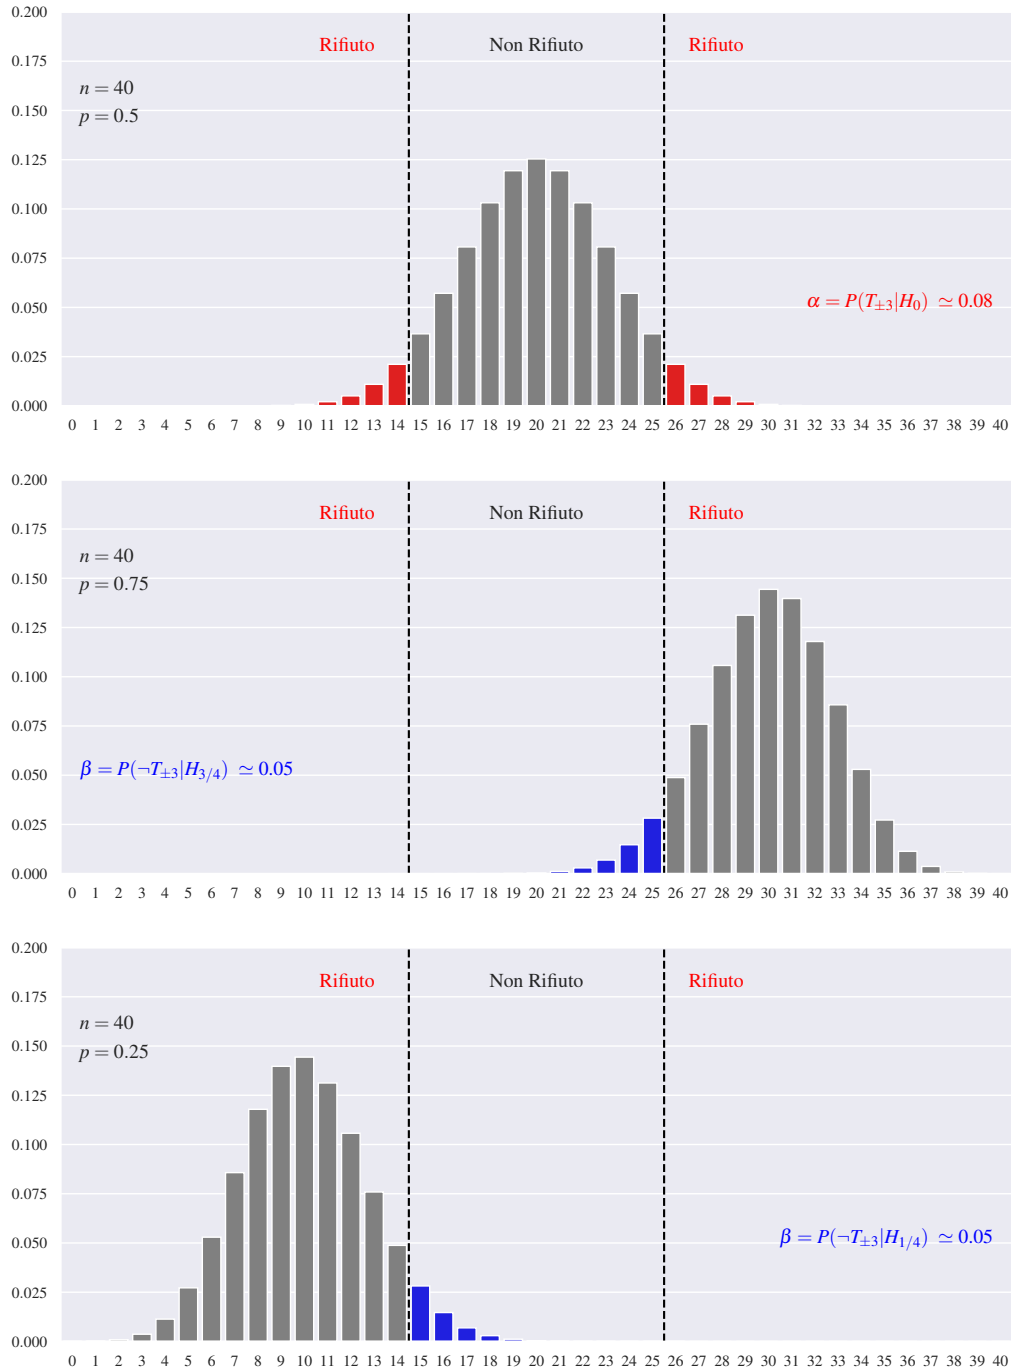 0.200
Rifiuto Non Rifiuto Rifiuto
0.175
n = 40
0.150
p = 0.5
0.125
0.100
0.075
0.050
α = P(T±3|H0) ≃ 0.08
0.025
0.000
0 1 2 3 4 5 6 7 8 9 10 11 12 13 14 15 16 17 18 19 20 21 22 23 24 25 26 27 28 29 30 31 32 33 34 35 36 37 38 39 40
0.200
Rifiuto Non Rifiuto Rifiuto
0.175
n = 40
0.150
p = 0.75
0.125
0.100
0.075
β = P(¬T±3|H3/4) ≃ 0.05
0.050
0.025
0.000
0 1 2 3 4 5 6 7 8 9 10 11 12 13 14 15 16 17 18 19 20 21 22 23 24 25 26 27 28 29 30 31 32 33 34 35 36 37 38 39 40
0.200
Rifiuto Non Rifiuto Rifiuto
0.175
n = 40
0.150
p = 0.25
0.125
0.100
0.075
β = P(¬T±3|H1/4) ≃ 0.05
0.050
0.025
0.000
0 1 2 3 4 5 6 7 8 9 10 11 12 13 14 15 16 17 18 19 20 21 22 23 24 25 26 27 28 29 30 31 32 33 34 35 36 37 38 39 40